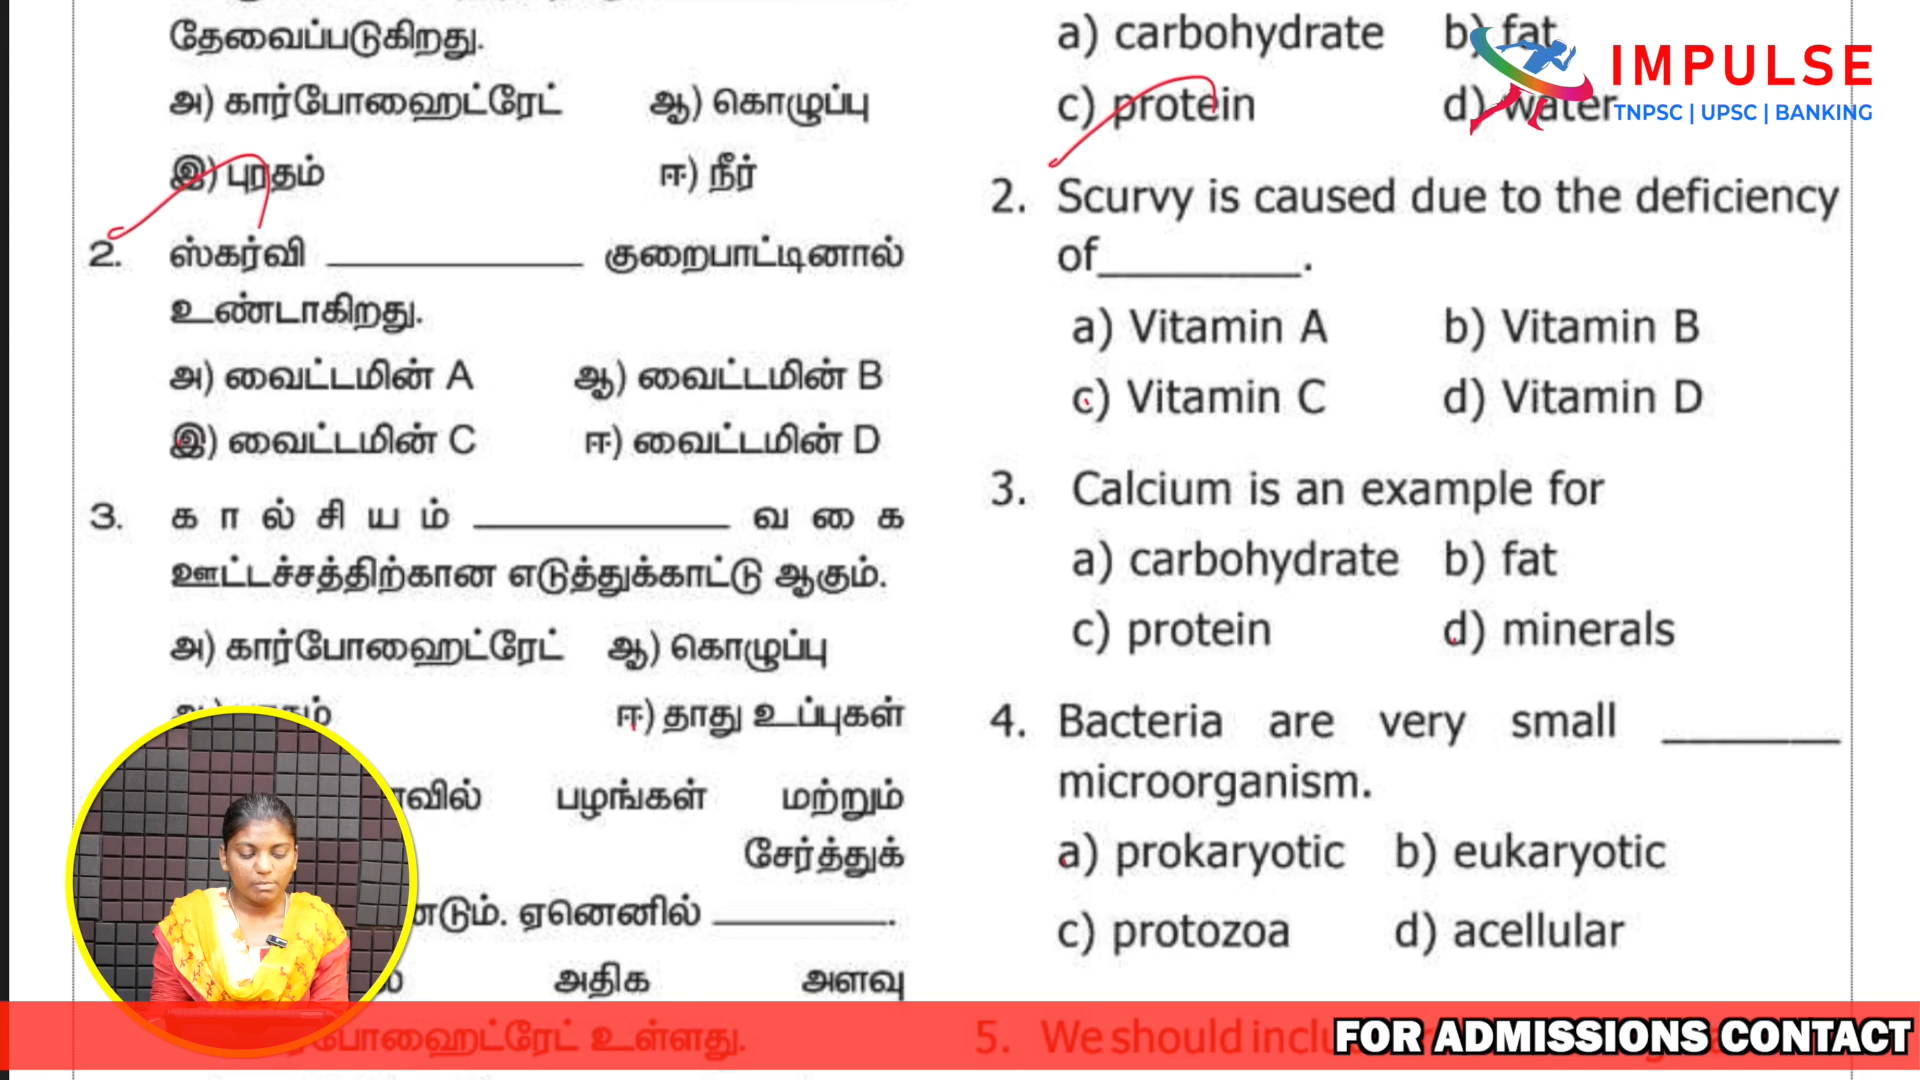 தேவைப்படுகிறது.
அ) கார்போஹைட்ரேட் ஆ) கொழுப்பு
இ) புரதம் ஈ) நீர்
2. ஸ்கர்வி ____________ குறைபாட்டினால்
உண்டாகிறது.
அ) வைட்டமின் A ஆ) வைட்டமின் B
இ) வைட்டமின் C ஈ) வைட்டமின் D
3. கால்சியம் ____________ வகை
ஊட்டச்சத்திற்கான எடுத்துக்காட்டு ஆகும்.
அ) கார்போஹைட்ரேட் ஆ) கொழுப்பு
ஈ) தாது உப்புகள்
பழங்கள் மற்றும்
சேர்த்துக்
ஏனெனில் ________.
அதிக அளவு
உள்ளது.
a) carbohydrate b) fat
c) protein d) water
2. Scurvy is caused due to the deficiency
of_________.
a) Vitamin A b) Vitamin B
c) Vitamin C d) Vitamin D
3. Calcium is an example for
a) carbohydrate b) fat
c) protein d) minerals
4. Bacteria are very small ________
microorganism.
a) prokaryotic b) eukaryotic
c) protozoa d) acellular
5. We should
IMPULSE
TNPSC | UPSC | BANKING
FOR ADMISSIONS CONTACT